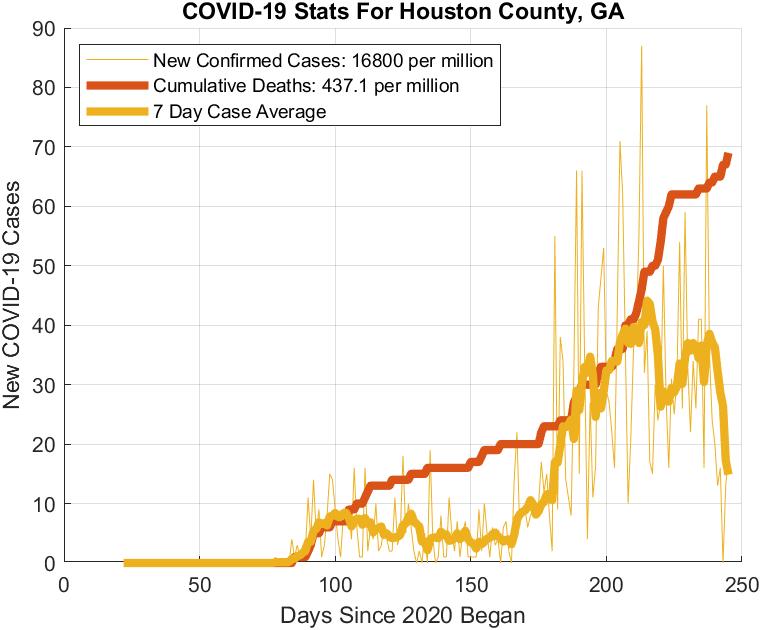 COVID-19 Stats For Houston County, GA
New Confirmed Cases: 16800 per million
Cumulative Deaths: 437.1 per million
7 Day Case Average
90
80
70
60
50
40
30
20
10
0
New COVID-19 Cases
0 50 100 150 200 250
Days Since 2020 Began